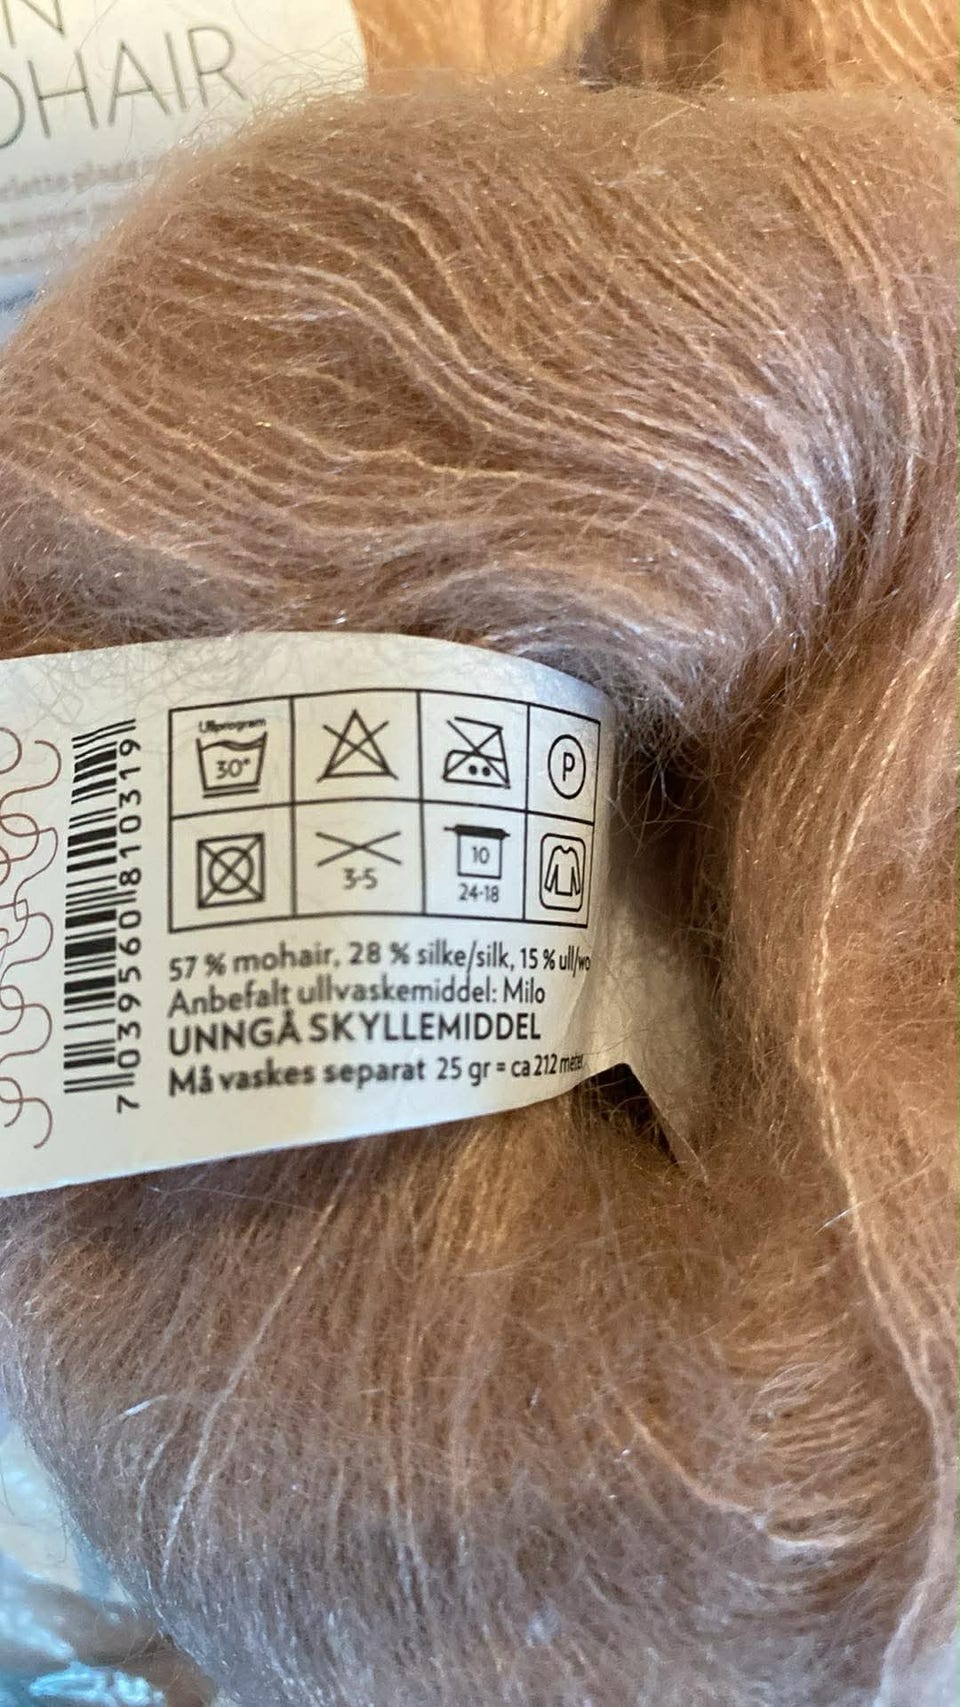 N
OHAIR
Ullprogram
30°
P
3-5
10
24-18
57 % mohair, 28 % silke/silk, 15 % ull/wo
Anbefalt ullvaskemiddel: Milo
UNNGÅ SKYLLEMIDDEL
Må vaskes separat 25 gr = ca 212 meter
7 039560 810319